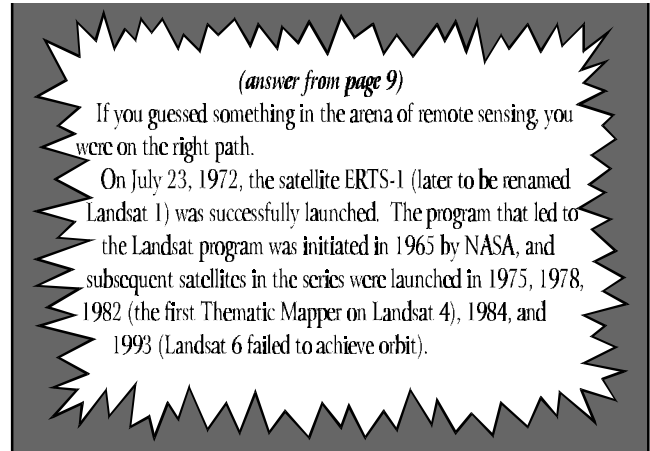 (answer from page 9)
If you guessed something in the arena of remote sensing, you
were on the right path.
On July 23, 1972, the satellite ERTS-1 (later to be renamed
Landsat 1) was successfully launched. The program that led to
the Landsat program was initiated in 1965 by NASA, and
subsequent satellites in the series were launched in 1975, 1978,
1982 (the first Thematic Mapper on Landsat 4), 1984, and
1993 (Landsat 6 failed to achieve orbit).